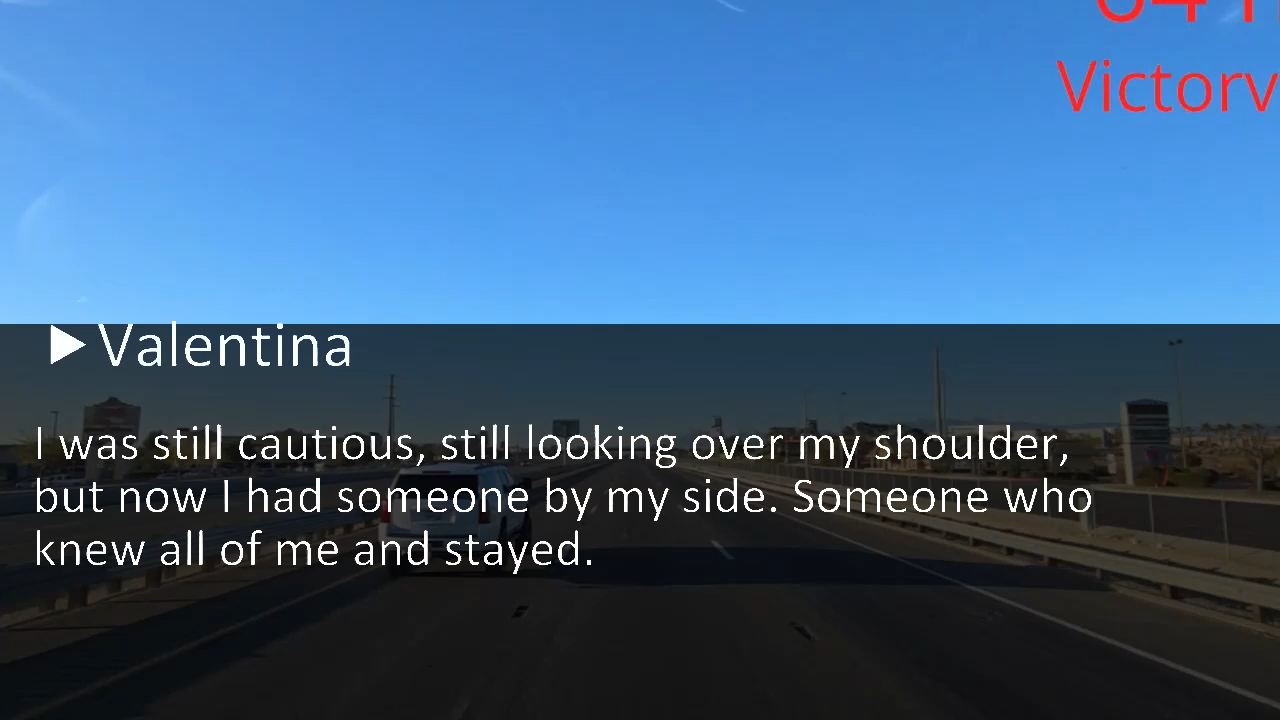 Victorv
▶Valentina
I was still cautious, still looking over my shoulder,
but now I had someone by my side. Someone who
knew all of me and stayed.